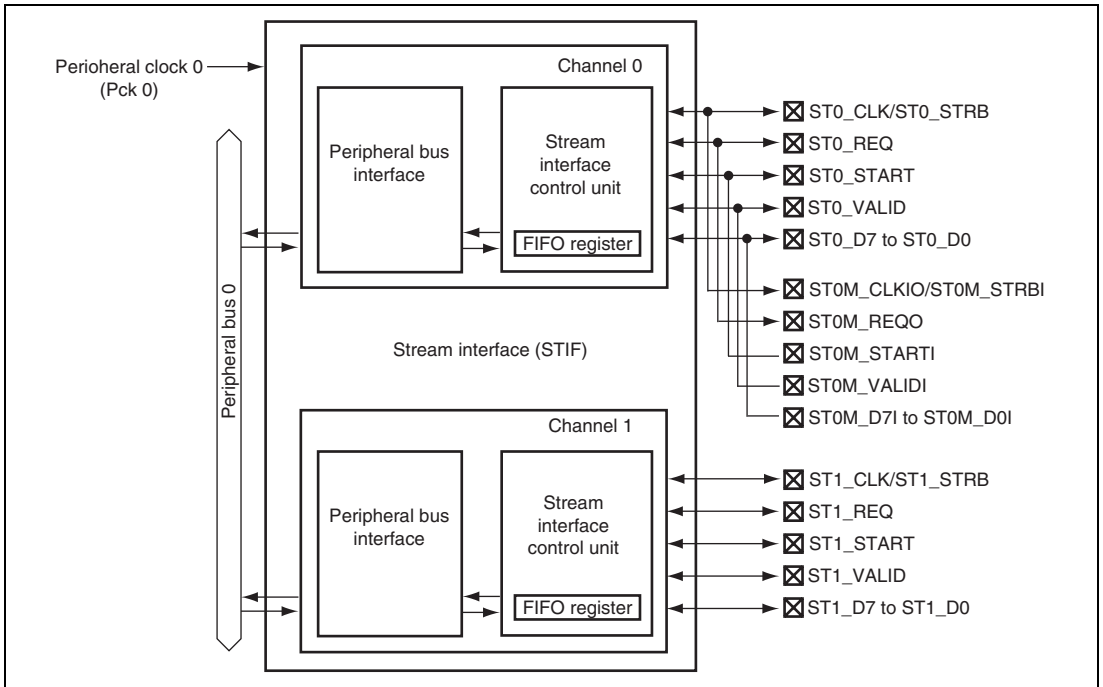 Perioheral clock 0
(Pck 0)
Peripheral bus 0
Channel 0
Peripheral bus
interface
Stream
interface
control unit
FIFO register
ST0_CLK/ST0_STRB
ST0_REQ
ST0_START
ST0_VALID
ST0_D7 to ST0_D0
ST0M_CLKIO/ST0M_STRBI
ST0M_REQO
ST0M_STARTI
ST0M_VALIDI
ST0M_D7I to ST0M_D0I
Stream interface (STIF)
Channel 1
Peripheral bus
interface
Stream
interface
control unit
FIFO register
ST1_CLK/ST1_STRB
ST1_REQ
ST1_START
ST1_VALID
ST1_D7 to ST1_D0